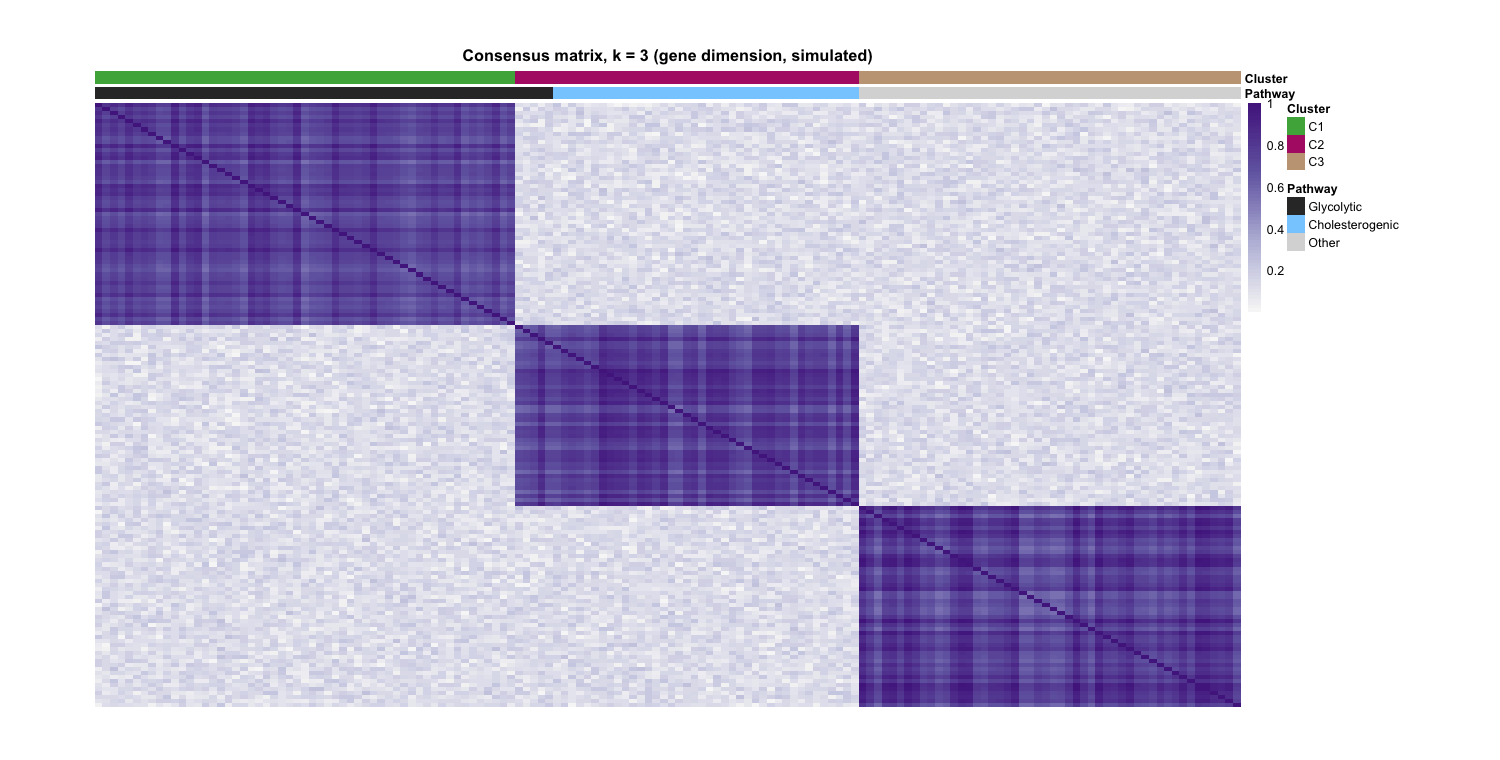 Consensus matrix, k = 3 (gene dimension, simulated)
Cluster
Pathway
1
0.8
0.6
0.4
0.2
Cluster
C1
C2
C3
Pathway
Glycolytic
Cholesterogenic
Other